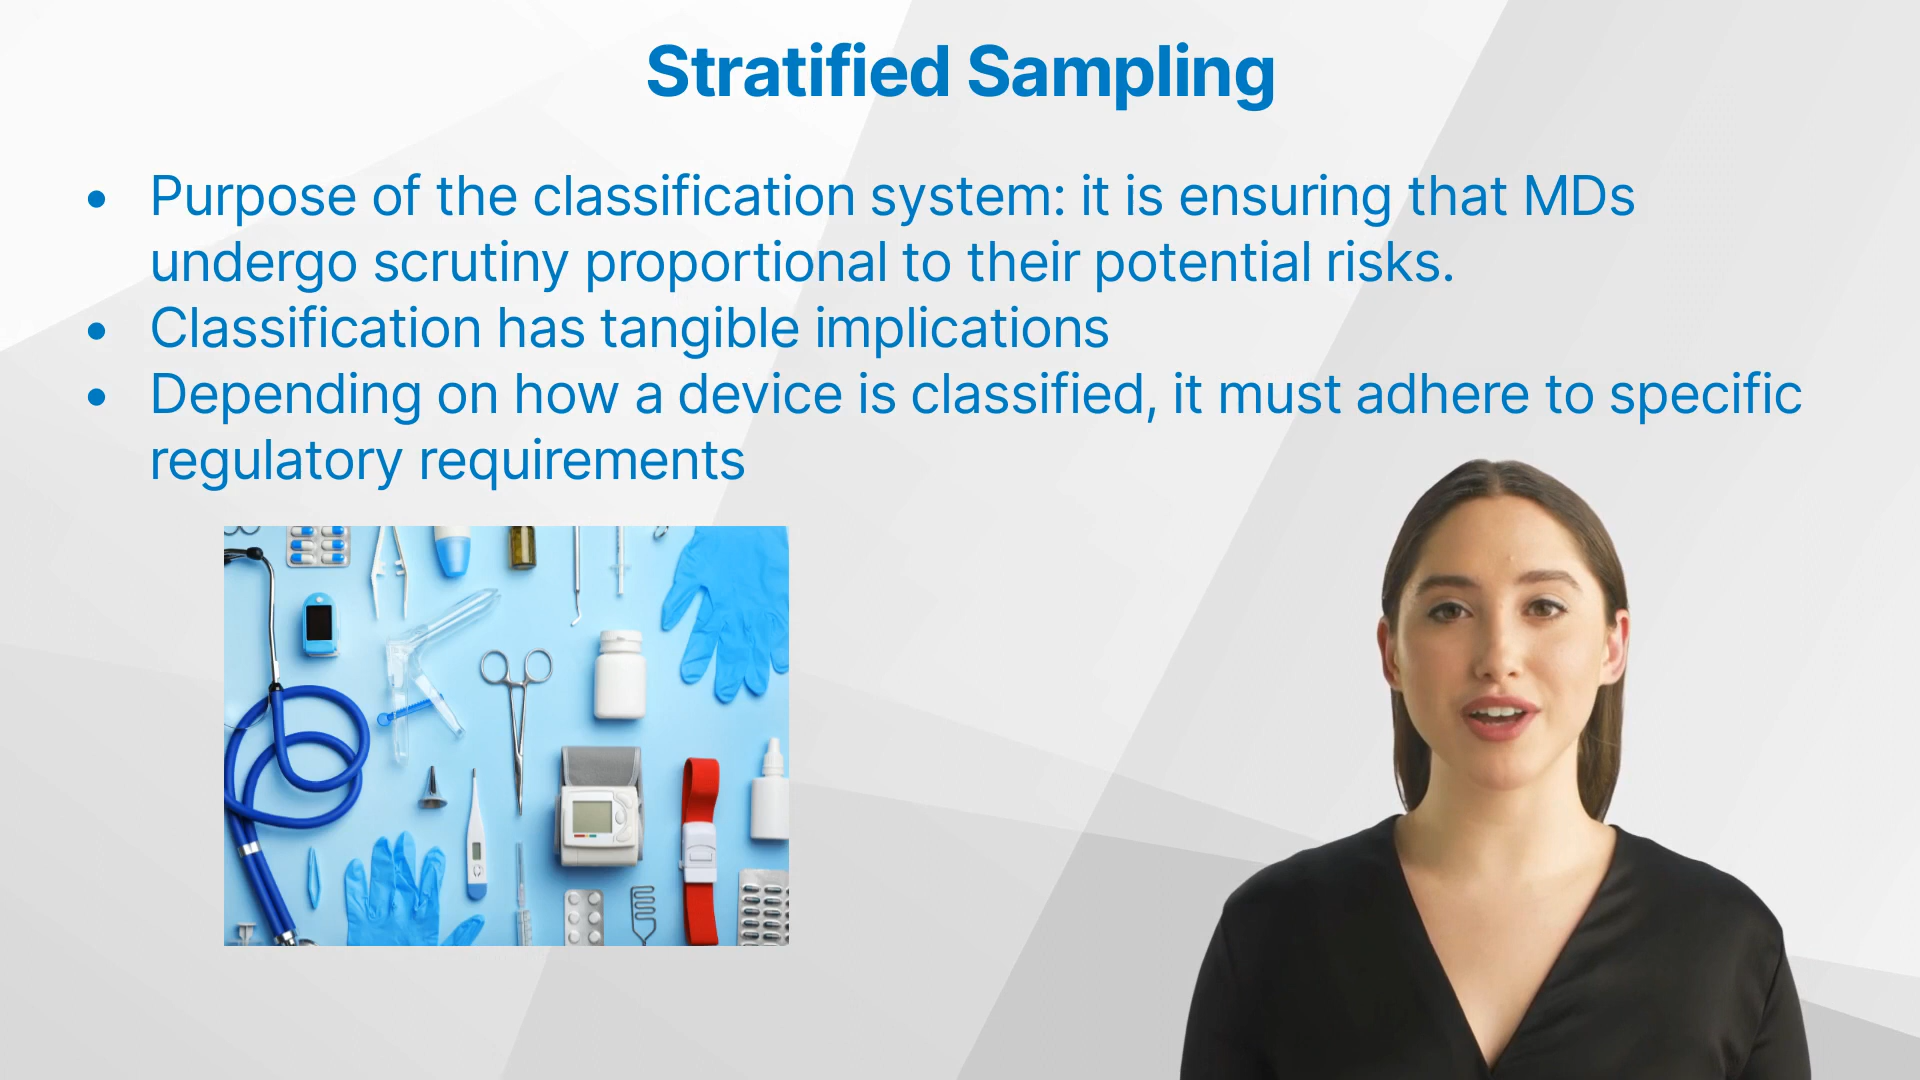 Stratified Sampling
• Purpose of the classification system: it is ensuring that MDs
undergo scrutiny proportional to their potential risks.
• Classification has tangible implications
• Depending on how a device is classified, it must adhere to specific
regulatory requirements